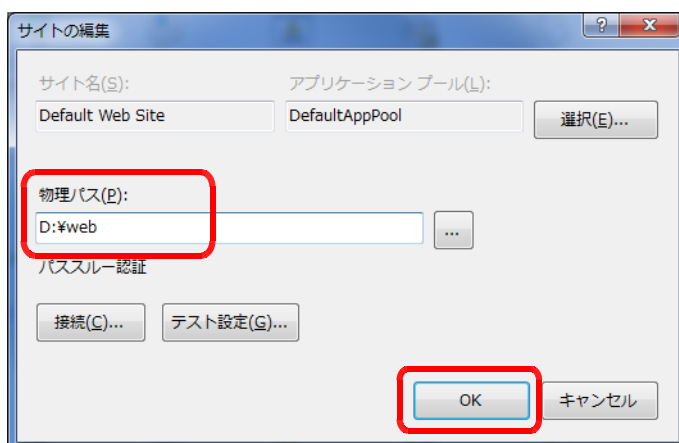 サイトの編集
サイト名(S):
アプリケーション プール(L):
Default Web Site
DefaultAppPool
選択(E)...
物理パス(P):
D:¥web
...
パススルー認証
接続(C)...
テスト設定(G)...
OK
キャンセル